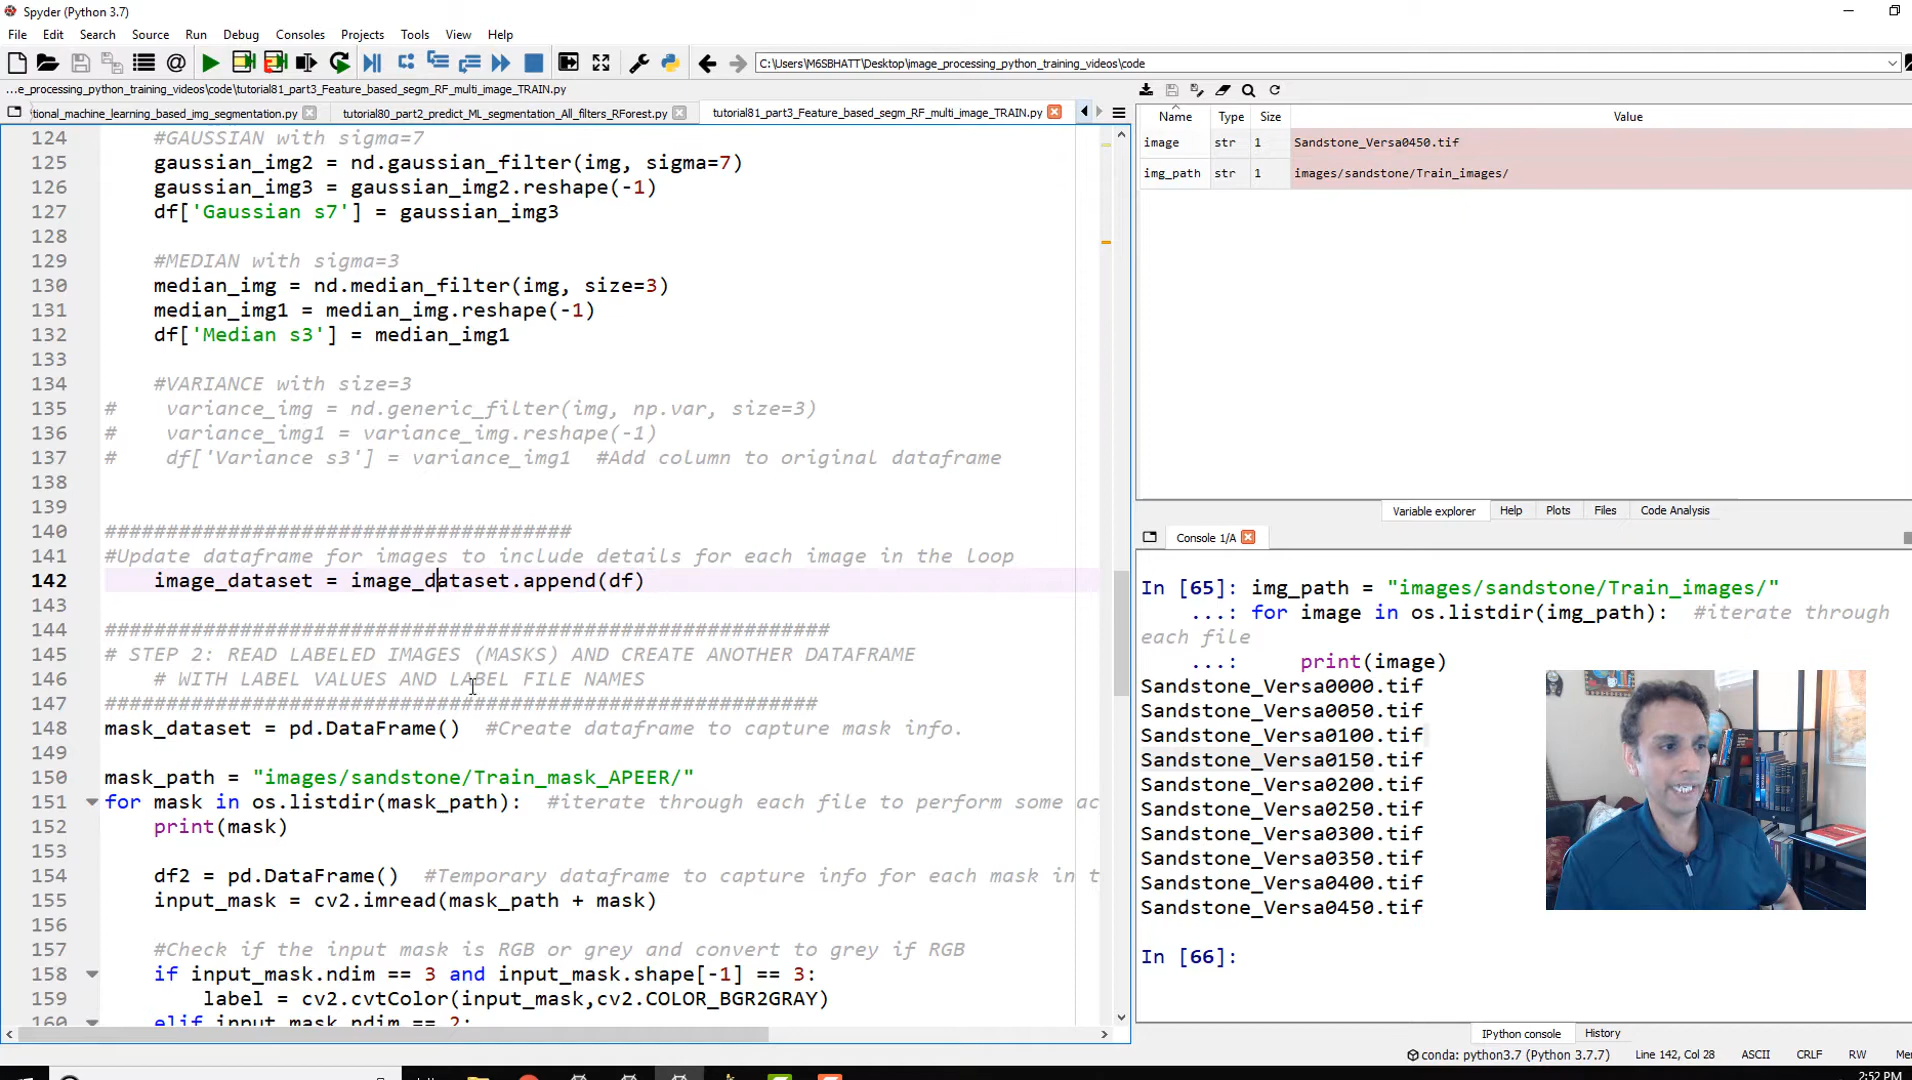 Spyder (Python 3.7)
File Edit Search Source Run Debug Consoles Projects Tools View Help
C:\Users\M6SBHATT\Desktop\image_processing_python_training_videos\code
...e_processing_python_training_videos\code\tutorial81_part3_Feature_based_segm_RF_multi_image_TRAIN.py
tional_machine_learning_based_img_segmentation.py tutorial80_part2_predict_ML_segmentation_All_filters_RForest.py tutorial81_part3_Feature_based_segm_RF_multi_image_TRAIN.py
124 #GAUSSIAN with sigma=7
125 gaussian_img2 = nd.gaussian_filter(img, sigma=7)
126 gaussian_img3 = gaussian_img2.reshape(-1)
127 df['Gaussian s7'] = gaussian_img3
128
129 #MEDIAN with sigma=3
130 median_img = nd.median_filter(img, size=3)
131 median_img1 = median_img.reshape(-1)
132 df['Median s3'] = median_img1
133
134 #VARIANCE with size=3
135 # variance_img = nd.generic_filter(img, np.var, size=3)
136 # variance_img1 = variance_img.reshape(-1)
137 # df['Variance s3'] = variance_img1 #Add column to original dataframe
138
139
140 ######################################
141 #Update dataframe for images to include details for each image in the loop
142 image_dataset = image_dataset.append(df)
143
144 ###########################################################
145 # STEP 2: READ LABELED IMAGES (MASKS) AND CREATE ANOTHER DATAFRAME
146 # WITH LABEL VALUES AND LABEL FILE NAMES
147 ##########################################################
148 mask_dataset = pd.DataFrame() #Create dataframe to capture mask info.
149
150 mask_path = "images/sandstone/Train_mask_APEER/"
151 for mask in os.listdir(mask_path): #iterate through each file to perform some ac
152 print(mask)
153
154 df2 = pd.DataFrame() #Temporary dataframe to capture info for each mask in t
155 input_mask = cv2.imread(mask_path + mask)
156
157 #Check if the input mask is RGB or grey and convert to grey if RGB
158 if input_mask.ndim == 3 and input_mask.shape[-1] == 3:
159 label = cv2.cvtColor(input_mask,cv2.COLOR_BGR2GRAY)
160 elif input_mask.ndim == 2:
Name Type Size Value
image str 1 Sandstone_Versa0450.tif
img_path str 1 images/sandstone/Train_images/
Variable explorer Help Plots Files Code Analysis
Console 1/A
In [65]: img_path = "images/sandstone/Train_images/"
...: for image in os.listdir(img_path): #iterate through
each file
...: print(image)
Sandstone_Versa0000.tif
Sandstone_Versa0050.tif
Sandstone_Versa0100.tif
Sandstone_Versa0150.tif
Sandstone_Versa0200.tif
Sandstone_Versa0250.tif
Sandstone_Versa0300.tif
Sandstone_Versa0350.tif
Sandstone_Versa0400.tif
Sandstone_Versa0450.tif
In [66]:
IPython console History
conda: python3.7 (Python 3.7.7) Line 142, Col 28 ASCII CRLF RW Me
2:52 PM